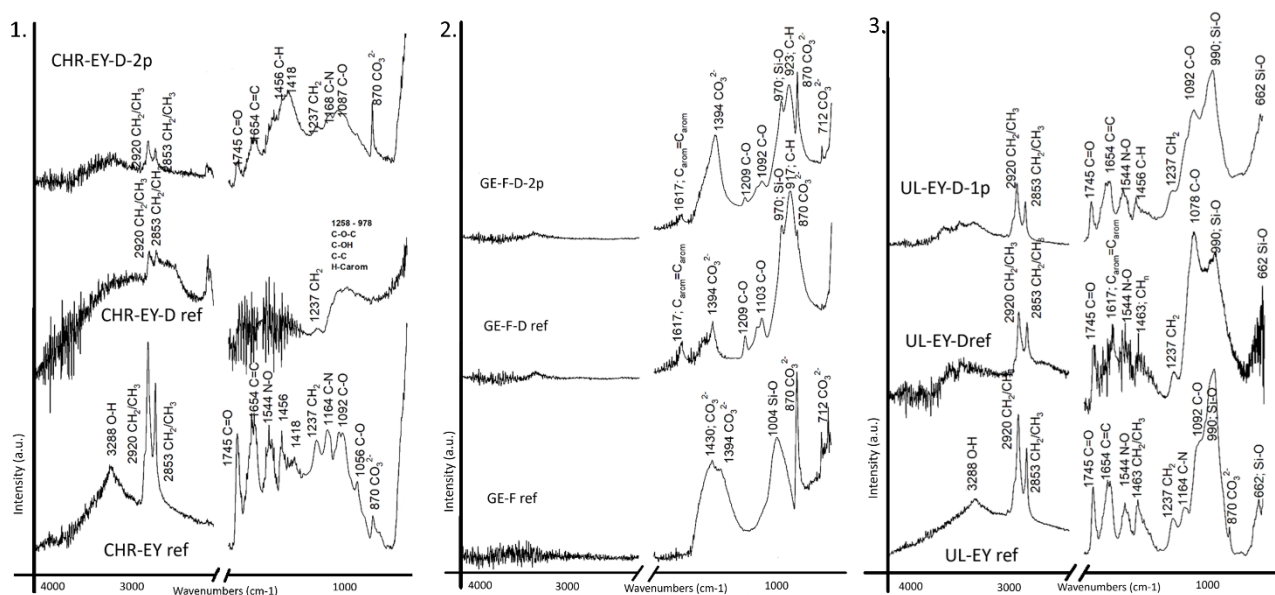 1.
CHR-EY-D-2p
2920 CH2/CH3
2853 CH2/CH3
1745 C=O
1654 C=C
1456 C-H
1418
1237 CH2
1168 C-N
1087 C-O
870 CO3 2-
2920 CH2/CH3
2853 CH2/CH3
CHR-EY-D ref
1258 - 978
C-O-C
C-OH
C-C
H-Carom
1237 CH2
3288 O-H
2920 CH2/CH3
2853 CH2/CH3
CHR-EY ref
1745 C=O
1654 C=C
1544 N-O
1456
1418
1237 CH2
1164 C-N
1092 C-O
1056 C-O
870 CO3 2-
Intensity (a.u.)
4000
3000
1000
Wavenumbers (cm-1)
2.
GE-F-D-2p
1617; Carom=Carom
1394 CO3 2-
1209 C-O
1092 C-O
970; Si-O
923; C-H
870 CO3 2-
712 CO3 2-
GE-F-D ref
1617; Carom=Carom
1394 CO3 2-
1209 C-O
1103 C-O
970; Si-O
917; C-H
870 CO3 2-
GE-F ref
1430; CO3 2-
1394 CO3 2-
1004 Si-O
870 CO3 2-
712 CO3 2-
Intensity (a.u.)
4000
3000
1000
Wavenumbers (cm-1)
3.
UL-EY-D-1p
2920 CH2/CH3
2853 CH2/CH3
1745 C=O
1654 C=C
1544 N-O
1456 C-H
1237 CH2
1092 C-O
990; Si-O
662 Si-O
UL-EY-Dref
2920 CH2/CH3
2853 CH2/CH3
1745 C=O
1617; Carom=Carom
1544 N-O
1463; CHn
1237 CH2
1078 C-O
990; Si-O
662 Si-O
UL-EY ref
3288 O-H
2920 CH2/CH3
2853 CH2/CH3
1745 C=O
1654 C=C
1544 N-O
1463 CH2/CH3
1237 CH2
1164 C-N
1092 C-O
990; Si-O
870 CO3 2-
662; Si-O
Intensity (a.u.)
4000
3000
1000
Wavenumbers (cm-1)